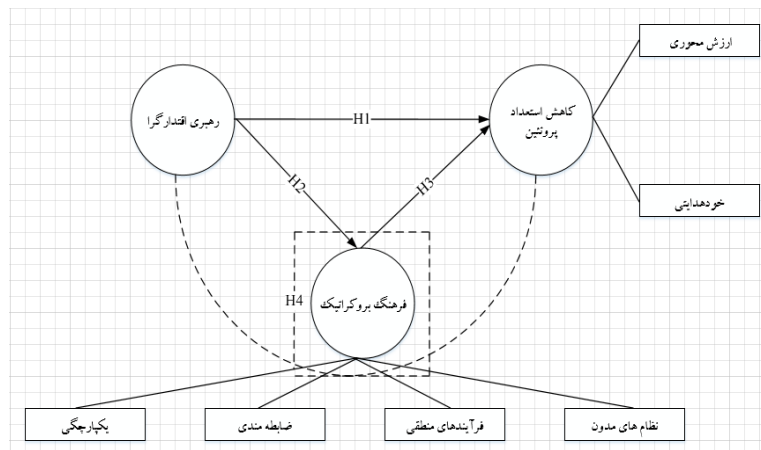 ارزش محوری
رهبری اقتدارگرا
H1
کاهش استعداد
پروتئین
H2
H3
خودهدایتی
H4
فرهنگ بروکراتیک
نظام های مدون
فرآیندهای منطقی
ضابطه مندی
یکپارچگی